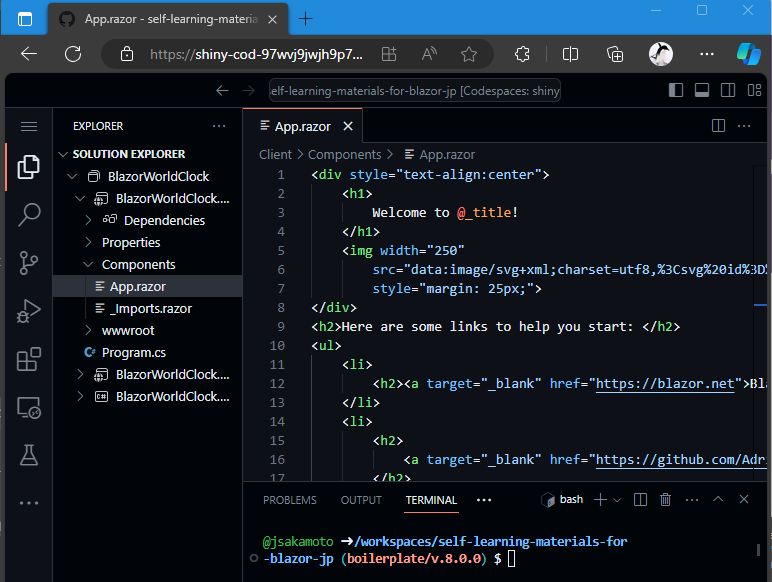 App.razor - self-learning-materia
https://shiny-cod-97wvj9jwjh9p7...
elf-learning-materials-for-blazor-jp [Codespaces: shiny
EXPLORER
SOLUTION EXPLORER
BlazorWorldClock
BlazorWorldClock....
Dependencies
Properties
Components
App.razor
_Imports.razor
wwwroot
C# Program.cs
BlazorWorldClock....
C# BlazorWorldClock....
App.razor
Client > Components > App.razor
1 <div style="text-align:center">
2 <h1>
3 Welcome to @_title!
4 </h1>
5 <img width="250"
6 src="data:image/svg+xml;charset=utf8,%3Csvg%20id%3D%
7 style="margin: 25px;">
8 </div>
9 <h2>Here are some links to help you start: </h2>
10 <ul>
11 <li>
12 <h2><a target="_blank" href="https://blazor.net">Bla
13 </li>
14 <li>
15 <h2>
16 <a target="_blank" href="https://github.com/Adri
17 </h2>
PROBLEMS OUTPUT TERMINAL
bash
@jsakamoto ➜/workspaces/self-learning-materials-for
-blazor-jp (boilerplate/v.8.0.0) $